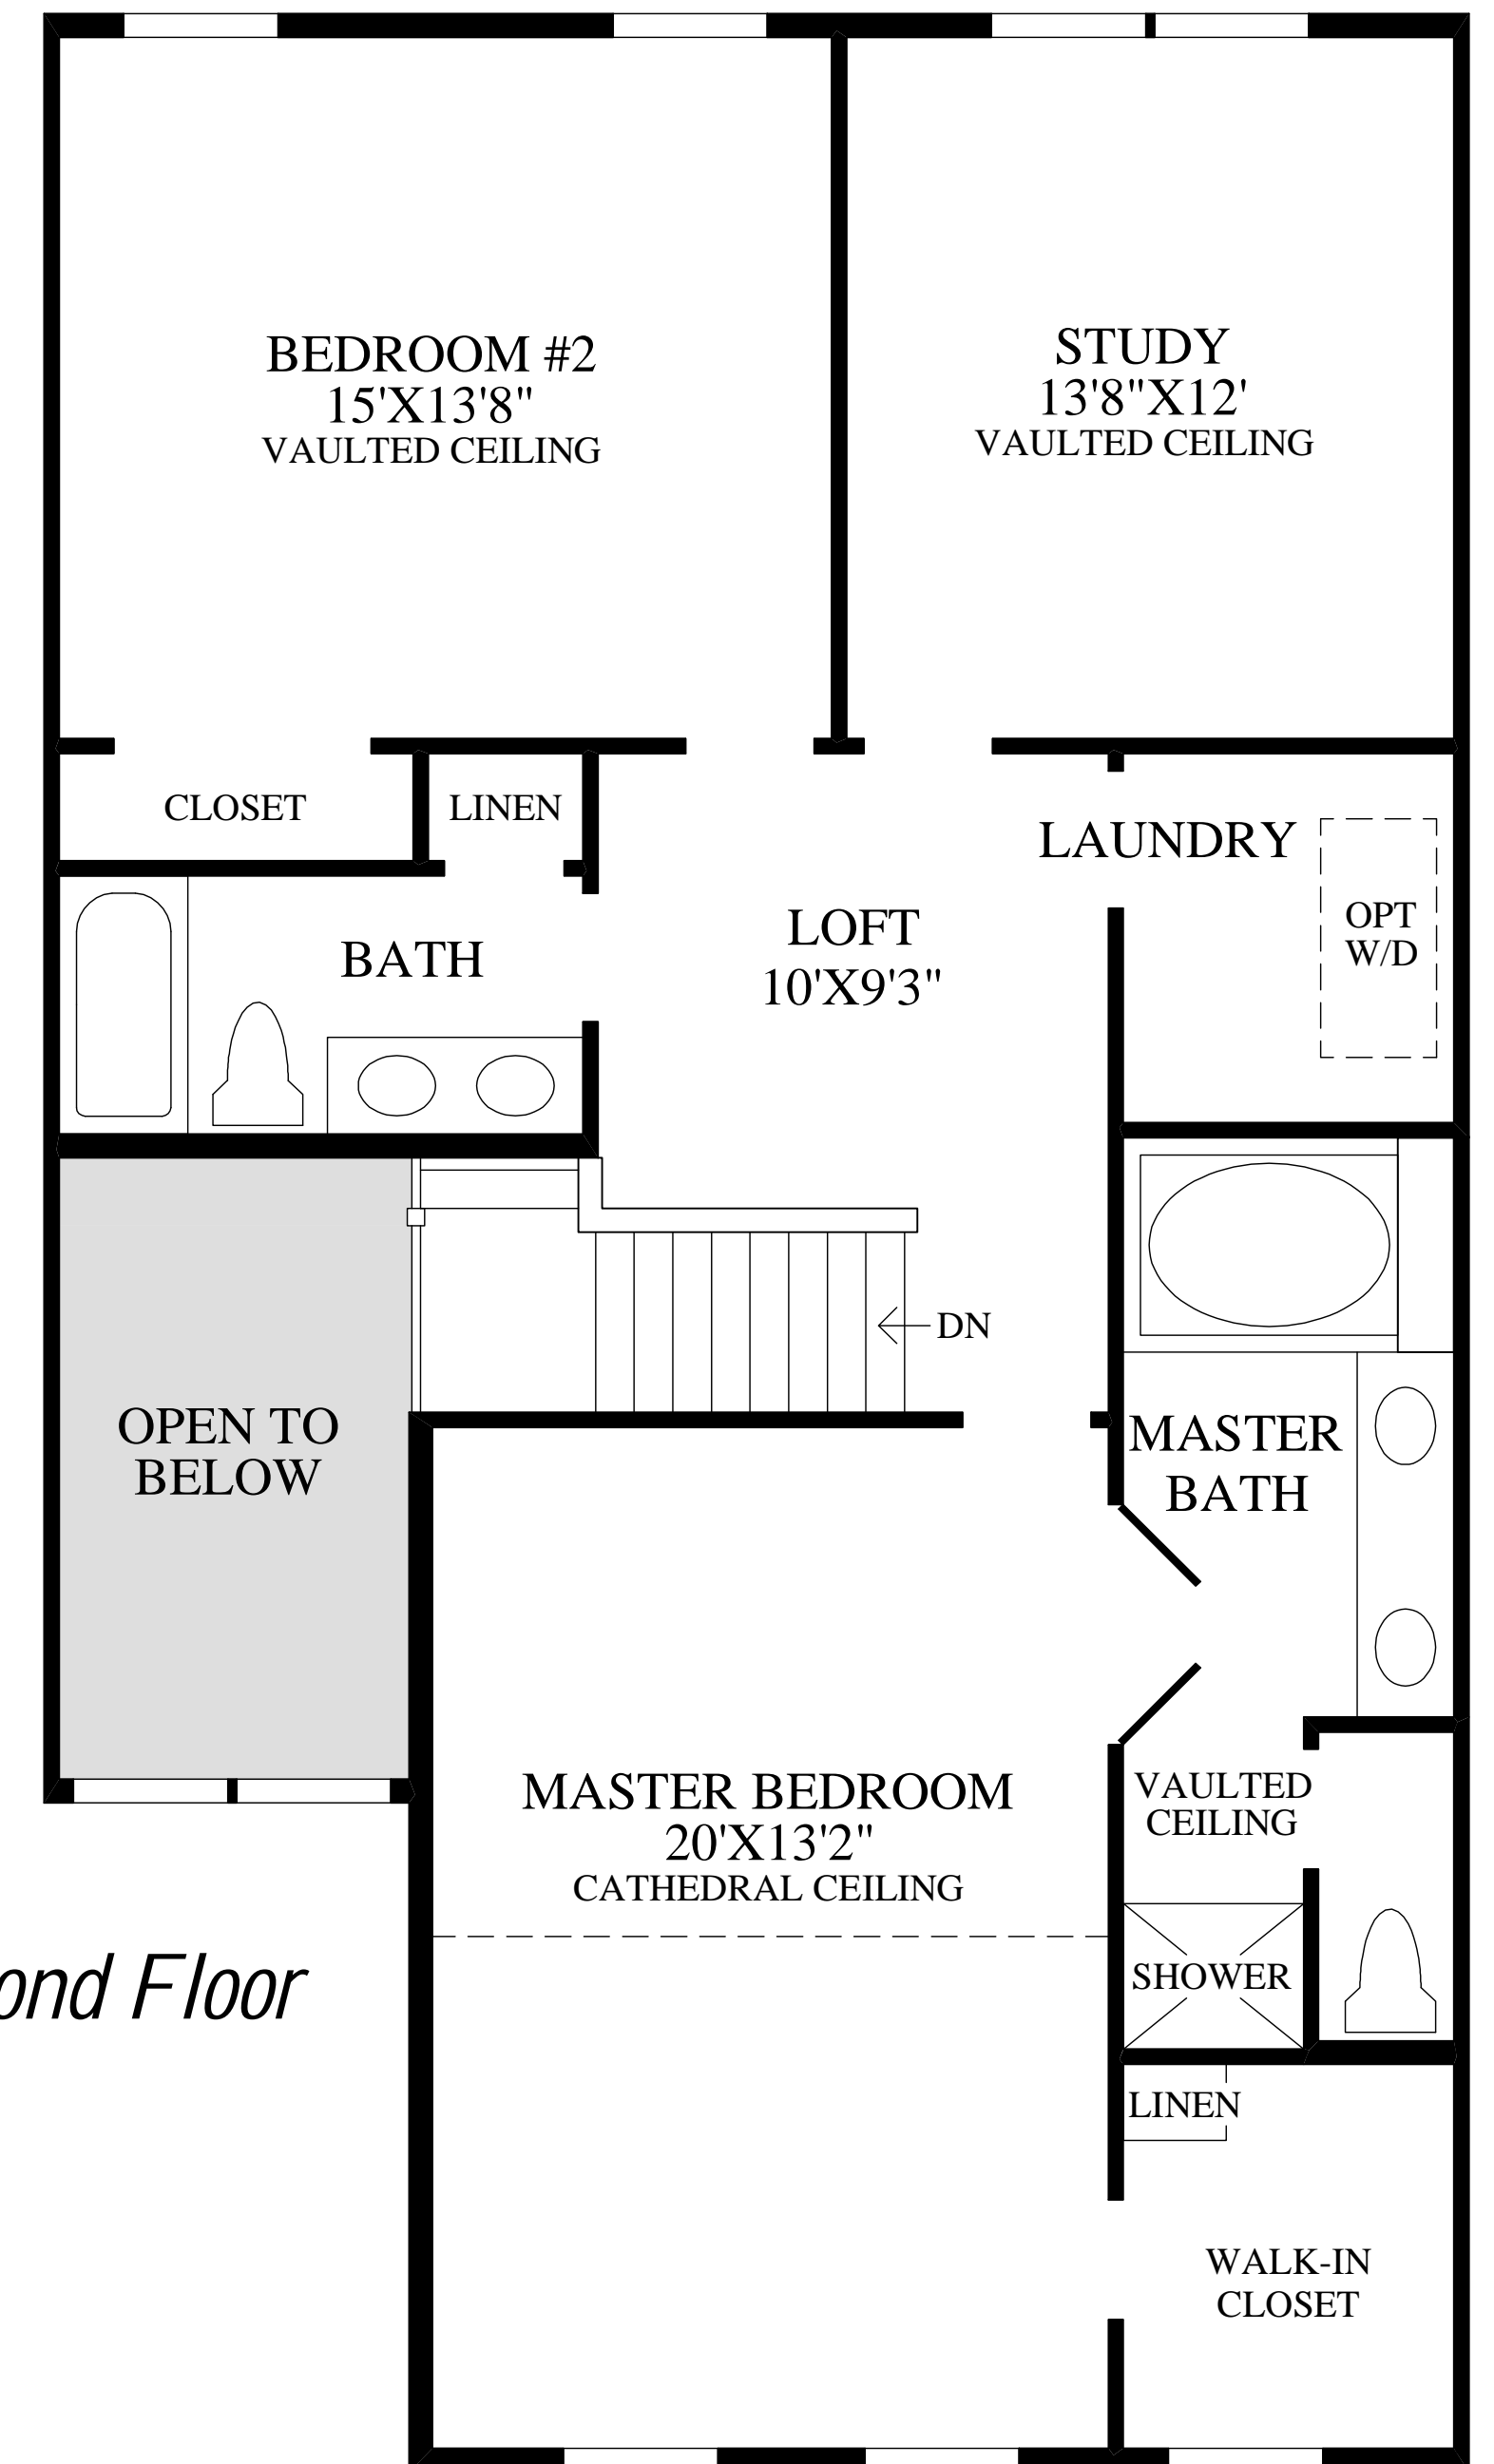 BEDROOM #2
15'X13'8"
VAULTED CEILING
STUDY
13'8"X12'
VAULTED CEILING
CLOSET
LINEN
LAUNDRY
OPT
W/D
LOFT
10'X9'3"
BATH
DN
OPEN TO
BELOW
MASTER
BATH
MASTER BEDROOM
20'X13'2"
CATHEDRAL CEILING
VAULTED
CEILING
ond Floor
SHOWER
LINEN
WALK-IN
CLOSET